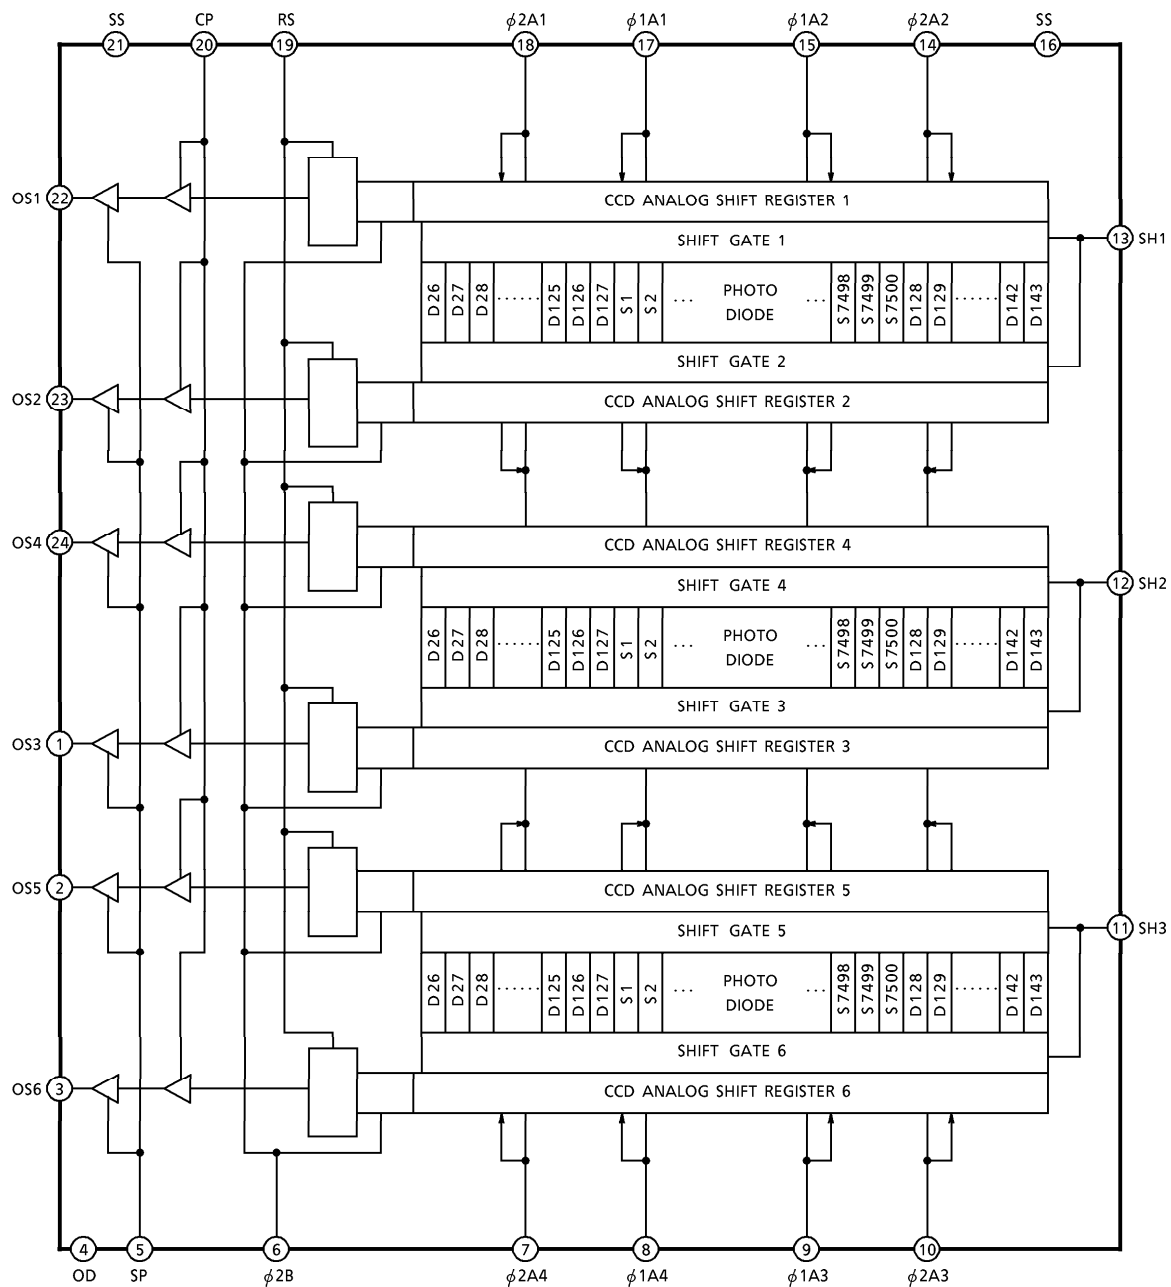 SS CP RS ϕ2A1 ϕ1A1 ϕ1A2 ϕ2A2 SS
21 20 19 18 17 15 14 16
OS1 22
CCD ANALOG SHIFT REGISTER 1
SHIFT GATE 1
13 SH1
D26 D27 D28 ······ D125 D126 D127 S1 S2 ··· PHOTO DIODE ··· S7498 S7499 S7500 D128 D129 ······ D142 D143
SHIFT GATE 2
OS2 23
CCD ANALOG SHIFT REGISTER 2
OS4 24
CCD ANALOG SHIFT REGISTER 4
SHIFT GATE 4
12 SH2
D26 D27 D28 ······ D125 D126 D127 S1 S2 ··· PHOTO DIODE ··· S7498 S7499 S7500 D128 D129 ······ D142 D143
SHIFT GATE 3
OS3 1
CCD ANALOG SHIFT REGISTER 3
OS5 2
CCD ANALOG SHIFT REGISTER 5
SHIFT GATE 5
11 SH3
D26 D27 D28 ······ D125 D126 D127 S1 S2 ··· PHOTO DIODE ··· S7498 S7499 S7500 D128 D129 ······ D142 D143
SHIFT GATE 6
OS6 3
CCD ANALOG SHIFT REGISTER 6
4 5 6 7 8 9 10
OD SP ϕ2B ϕ2A4 ϕ1A4 ϕ1A3 ϕ2A3